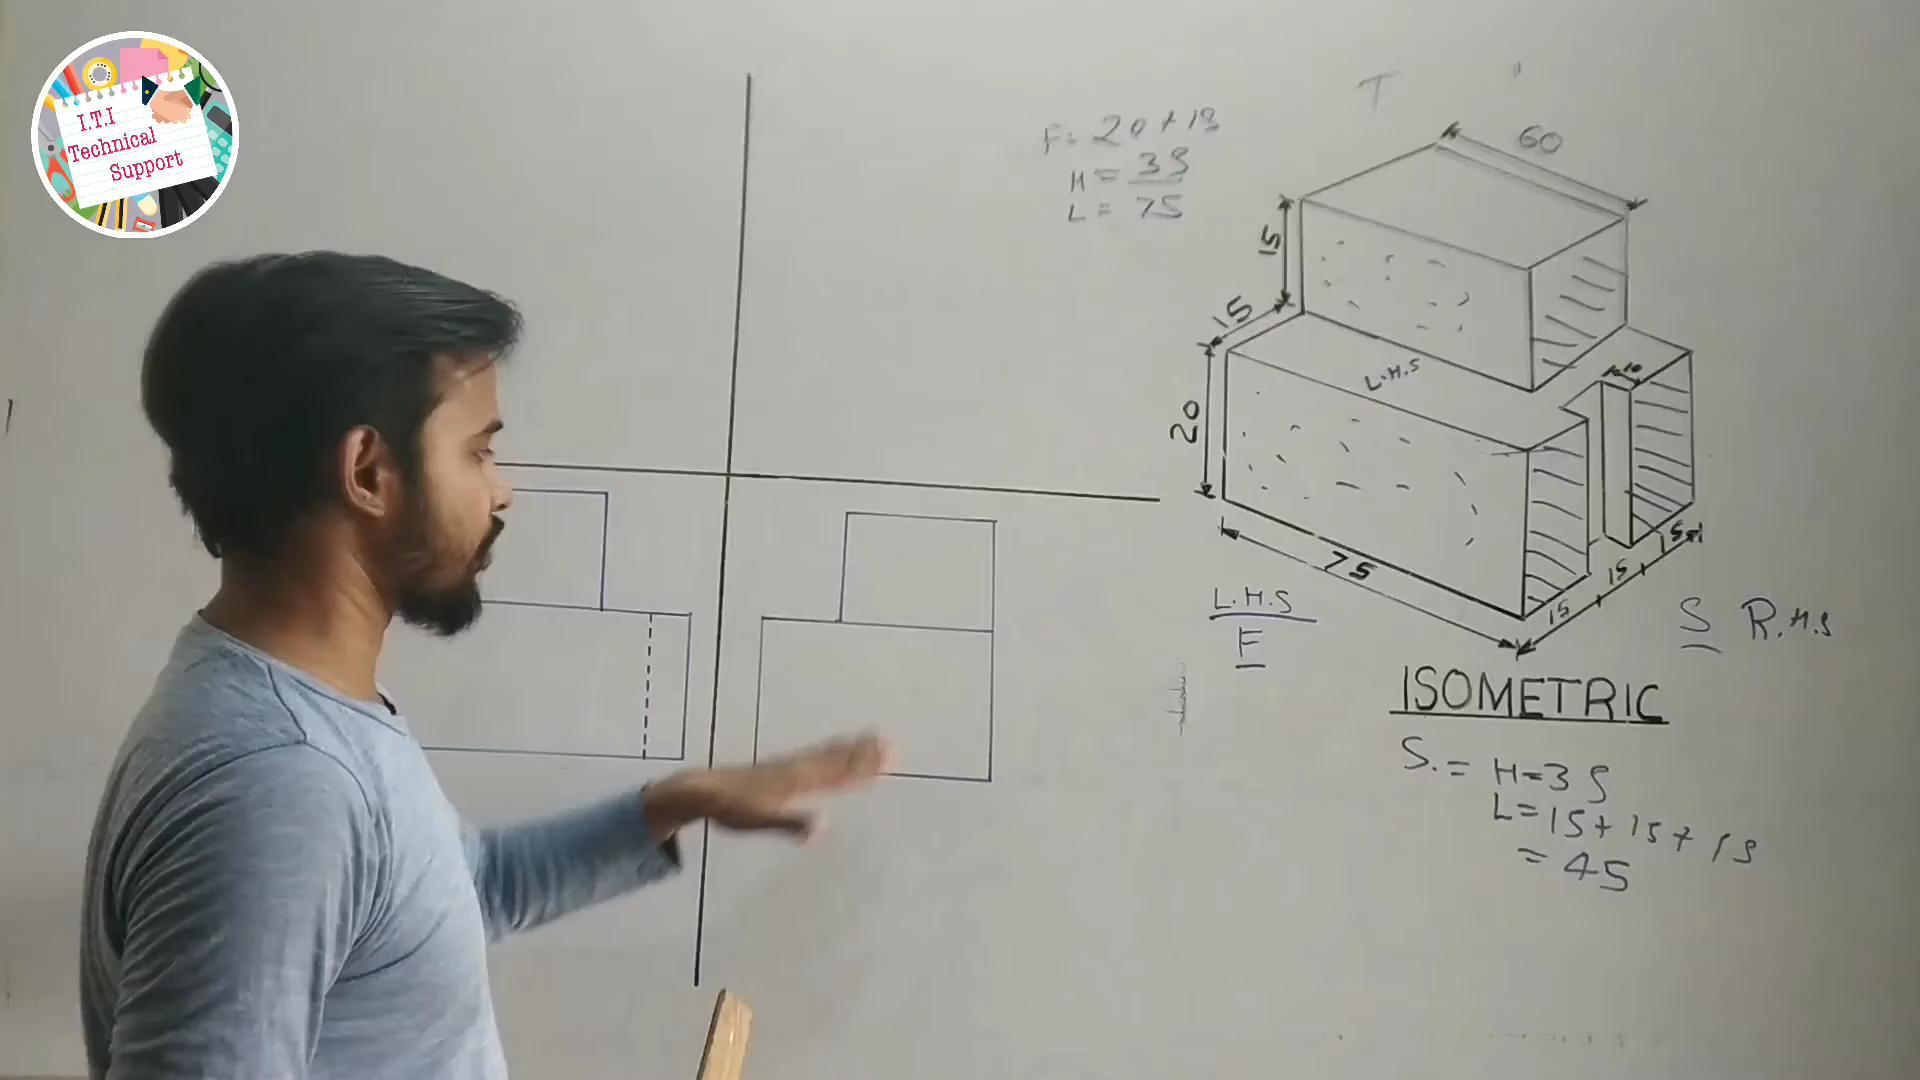 I.T.I
Technical
Support
F= 20+15
H = 35
L = 75
T
60
15
15
L.H.S
10
20
75
15
15
15
L.H.S
F
S R.H.S
ISOMETRIC
S. = H=35
L=15+15+15
= 45